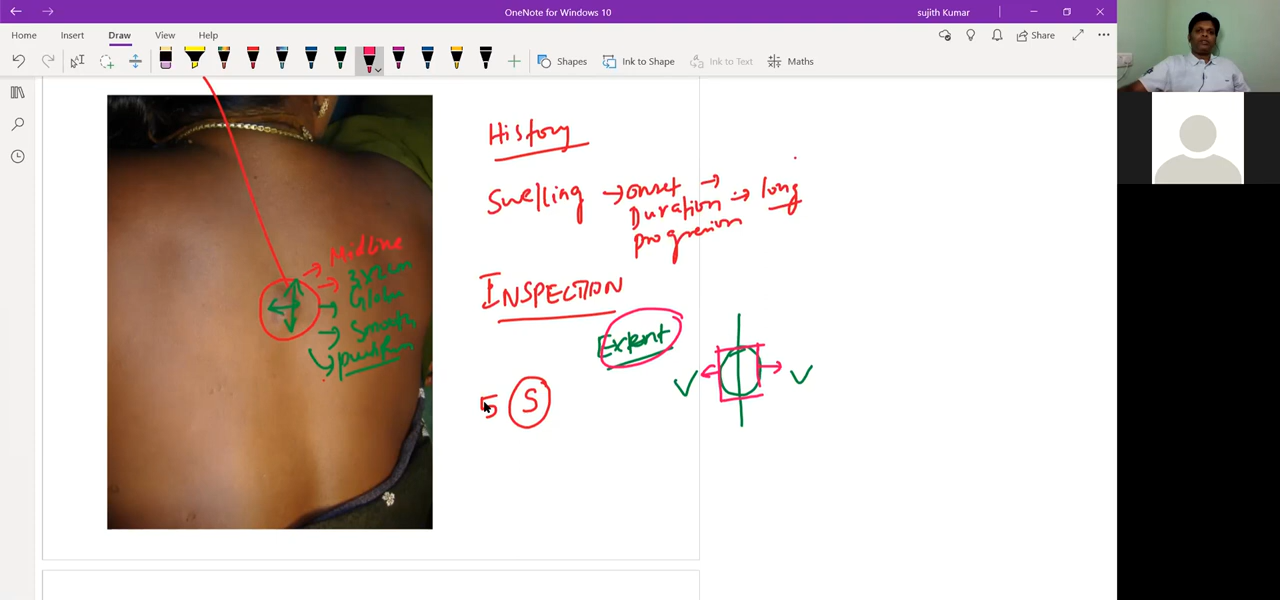 OneNote for Windows 10
sujith Kumar
Home Insert Draw View Help
Share
Shapes
Ink to Shape
Ink to Text
Maths
History
Swelling → onset →
Duration → long
progression
INSPECTION
Extent
5 S
Midline
3x2cm
Smooth